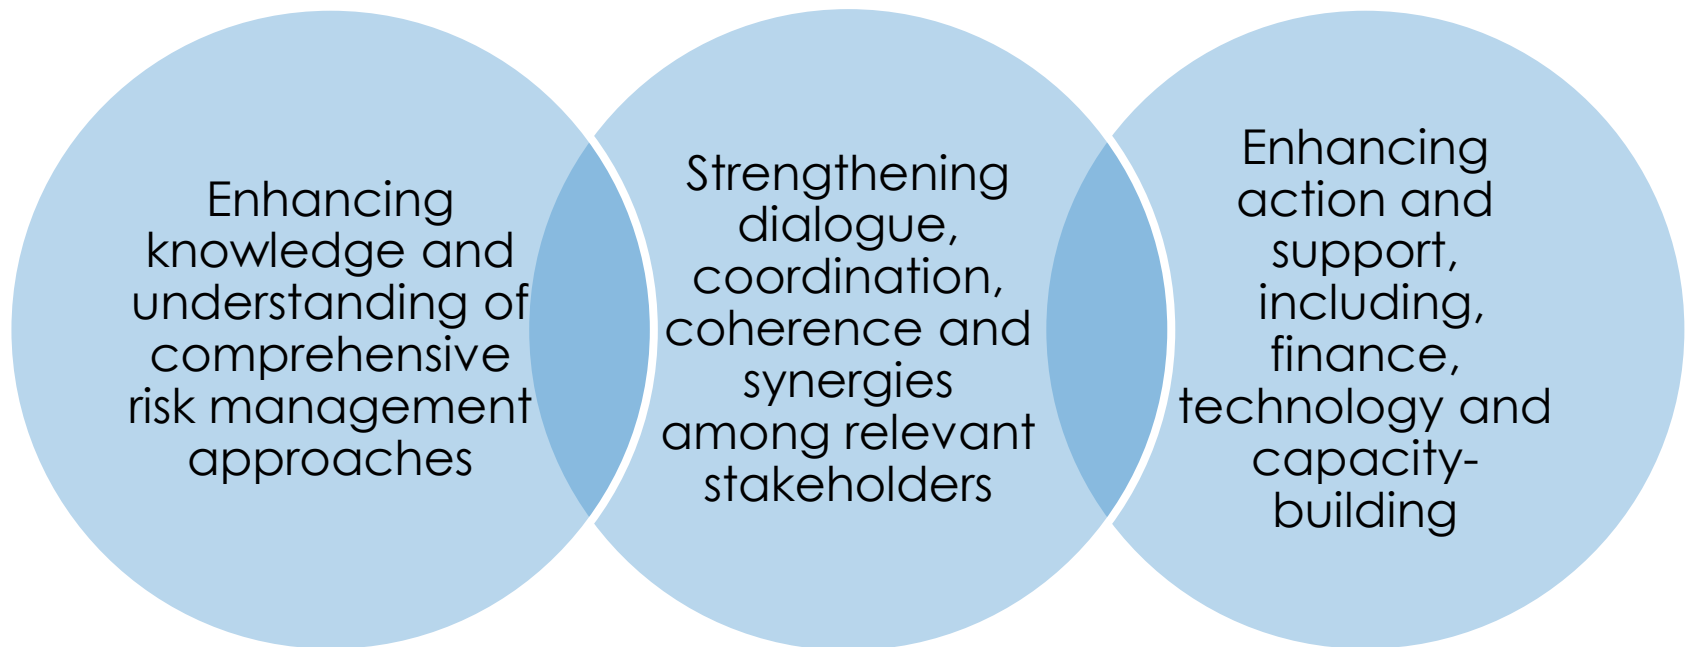 Enhancing
knowledge and
understanding of
comprehensive
risk management
approaches
Strengthening
dialogue,
coordination,
coherence and
synergies
among relevant
stakeholders
Enhancing
action and
support,
including,
finance,
technology and
capacity-
building